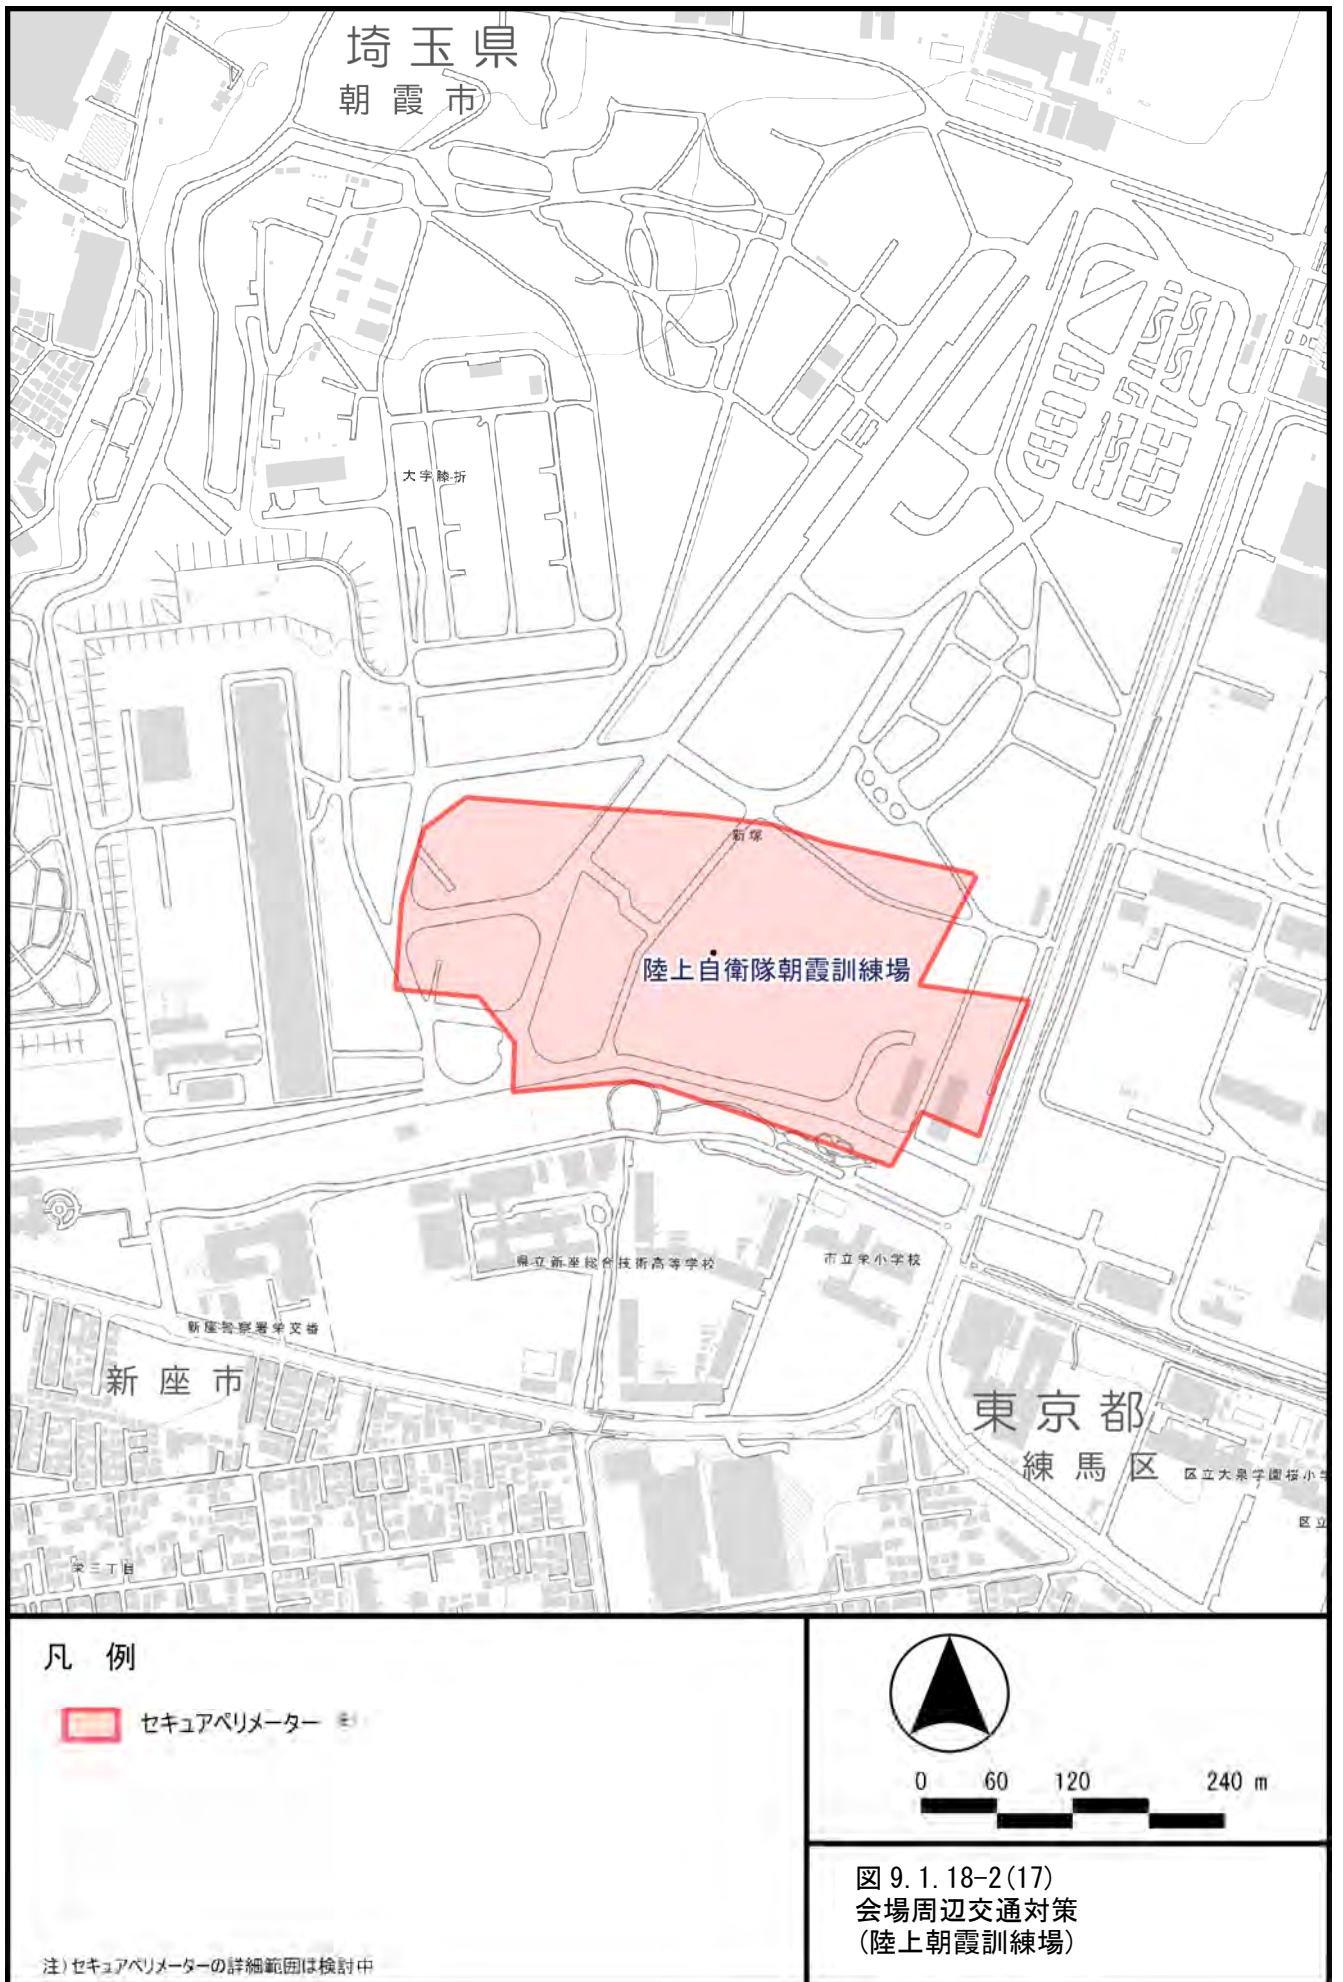 埼玉県
朝霞市
大字膝折
新塚
陸上自衛隊朝霞訓練場
県立新座総合技術高等学校
市立栄小学校
新座警察署栄交番
新座市
東京都
練馬区
区立大泉学園桜小学
区立
栄三丁目
凡 例
セキュアペリメーター
0 60 120 240 m
図 9.1.18-2(17)
会場周辺交通対策
(陸上朝霞訓練場)
注)セキュアペリメーターの詳細範囲は検討中